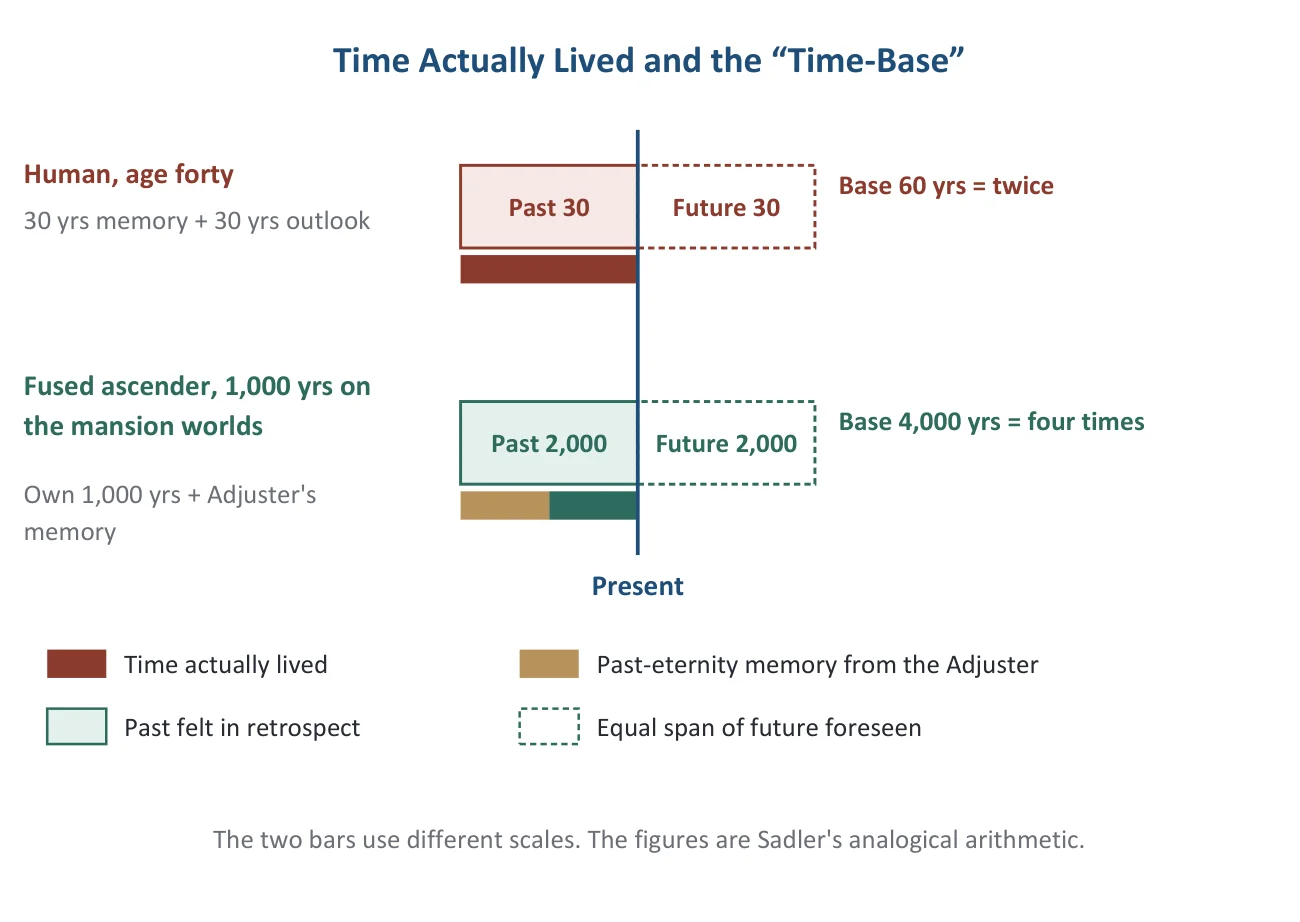 Time Actually Lived and the “Time-Base”
Human, age forty
30 yrs memory + 30 yrs outlook
Past 30
Future 30
Base 60 yrs = twice
Fused ascender, 1,000 yrs on
the mansion worlds
Own 1,000 yrs + Adjuster's
memory
Past 2,000
Future 2,000
Base 4,000 yrs = four times
Present
Time actually lived
Past-eternity memory from the Adjuster
Past felt in retrospect
Equal span of future foreseen
The two bars use different scales. The figures are Sadler's analogical arithmetic.